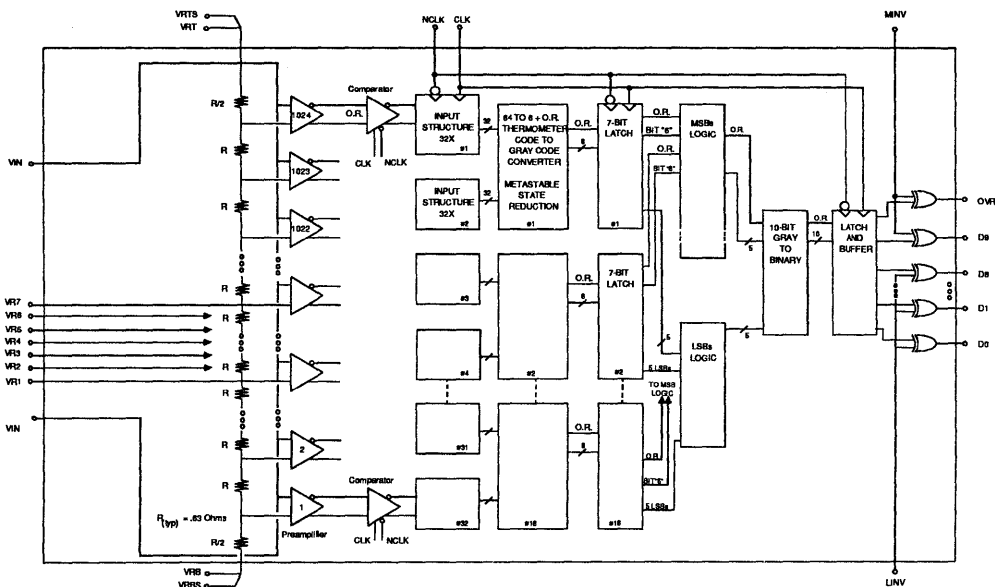 VRTS
VRT
NCLK CLK
MINV
R/2
1024
Comparator
O.R.
CLK NCLK
INPUT
STRUCTURE
32X
#1
32
64 TO 6 + O.R.
THERMOMETER
CODE TO
GRAY CODE
CONVERTER
METASTABLE
STATE
REDUCTION
#1
O.R.
6
7-BIT
LATCH
#1
O.R.
BIT "6"
O.R.
BIT "6"
MSBs
LOGIC
O.R.
5
VIN
R
1023
R
1022
INPUT
STRUCTURE
32X
#2
32
10-BIT
GRAY
TO
BINARY
O.R.
10
LATCH
AND
BUFFER
OVR
D9
D8
D1
D0
VR7
VR6
VR5
VR4
VR3
VR2
VR1
R
R
R
R
#3
#4
#2
O.R.
6
7-BIT
LATCH
#2
5
5 LSBs
TO MSB
LOGIC
LSBs
LOGIC
5
VIN
R
2
R
1
Preamplifier
R(typ) = .63 Ohms
R/2
Comparator
CLK NCLK
#31
#32
#16
O.R.
6
#16
O.R.
BIT "6"
5 LSBs
VRB
VRBS
LINV